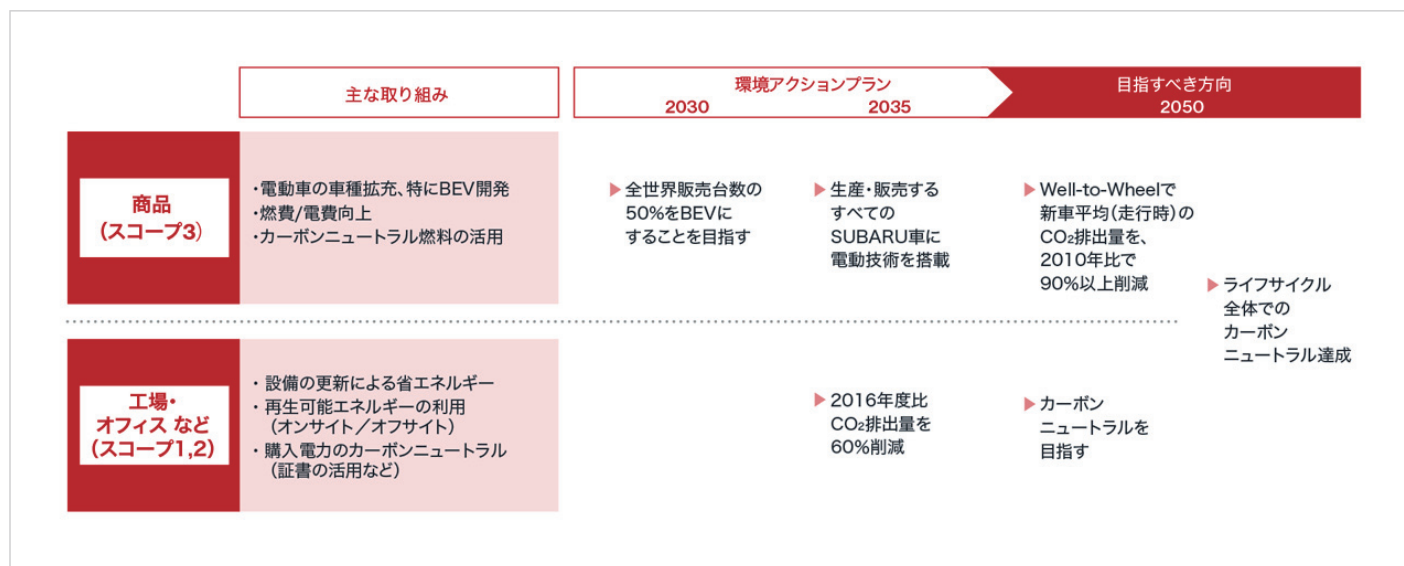 主な取り組み
環境アクションプラン
2030
2035
目指すべき方向
2050
商品
(スコープ3)
・電動車の車種拡充、特にBEV開発
・燃費/電費向上
・カーボンニュートラル燃料の活用
▶全世界販売台数の
50%をBEVに
することを目指す
▶生産・販売する
すべての
SUBARU車に
電動技術を搭載
▶Well-to-Wheelで
新車平均(走行時)の
CO₂排出量を、
2010年比で
90%以上削減
▶ライフサイクル
全体での
カーボン
ニュートラル達成
工場・
オフィス など
(スコープ1,2)
・設備の更新による省エネルギー
・再生可能エネルギーの利用
(オンサイト/オフサイト)
・購入電力のカーボンニュートラル
(証書の活用など)
▶2016年度比
CO₂排出量を
60%削減
▶カーボン
ニュートラルを
目指す